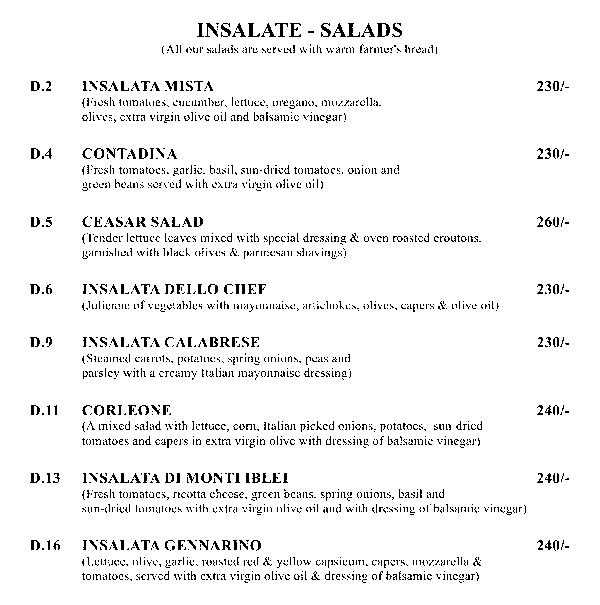 INSALATE - SALADS
(All our salads are served with warm farmer's bread)
D.2 INSALATA MISTA 230/-
(Fresh tomatoes, cucumber, lettuce, oregano, mozzarella,
olives, extra virgin olive oil and balsamic vinegar)
D.4 CONTADINA 230/-
(Fresh tomatoes, garlic, basil, sun-dried tomatoes, onion and
green beans served with extra virgin olive oil)
D.5 CEASAR SALAD 260/-
(Tender lettuce leaves mixed with special dressing & oven roasted croutons,
garnished with black olives & parmesan shavings)
D.6 INSALATA DELLO CHEF 230/-
(Julienne of vegetables with mayonnaise, artichokes, olives, capers & olive oil)
D.9 INSALATA CALABRESE 230/-
(Steamed carrots, potatoes, spring onions, peas and
parsley with a creamy Italian mayonnaise dressing)
D.11 CORLEONE 240/-
(A mixed salad with lettuce, corn, Italian picked onions, potatoes, sun-dried
tomatoes and capers in extra virgin olive with dressing of balsamic vinegar)
D.13 INSALATA DI MONTI IBLEI 240/-
(Fresh tomatoes, ricotta cheese, green beans, spring onions, basil and
sun-dried tomatoes with extra virgin olive oil and with dressing of balsamic vinegar)
D.16 INSALATA GENNARINO 240/-
(Lettuce, olive, garlic, roasted red & yellow capsicum, capers, mozzarella &
tomatoes, served with extra virgin olive oil & dressing of balsamic vinegar)